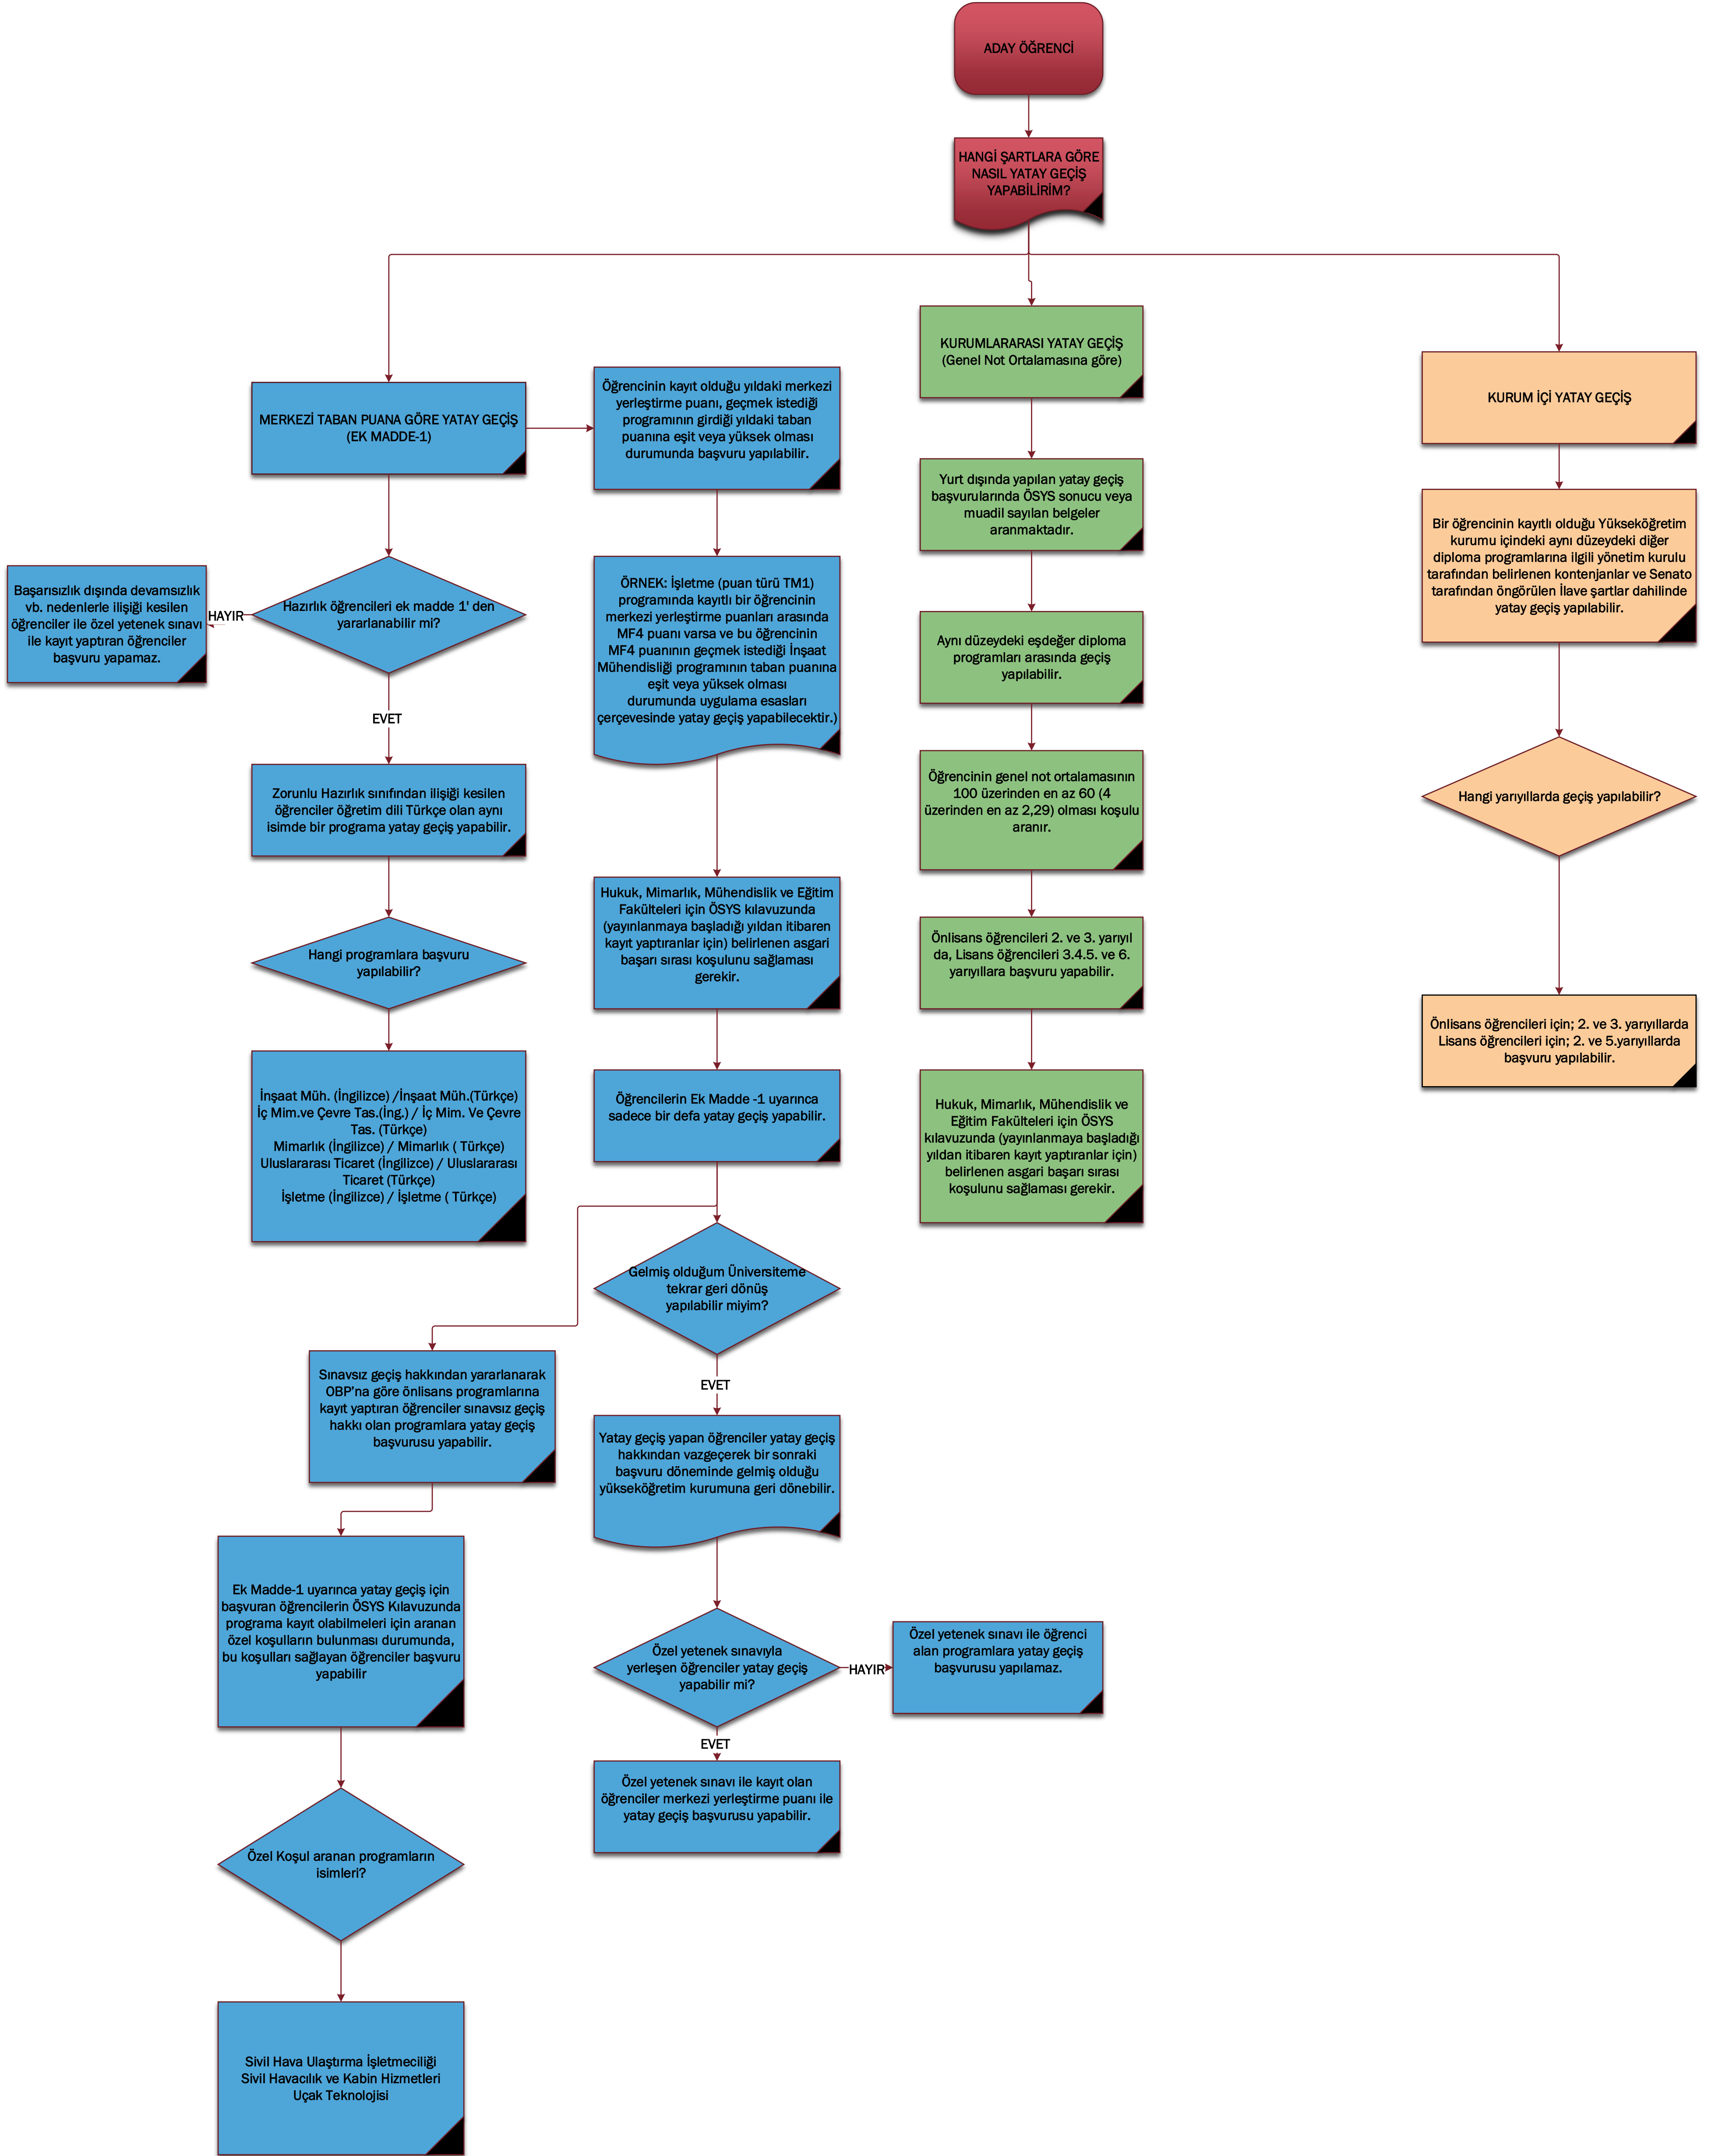 ADAY ÖĞRENCİ
HANGİ ŞARTLARA GÖRE
NASIL YATAY GEÇİŞ
YAPABİLİRİM?
MERKEZİ TABAN PUANA GÖRE YATAY GEÇİŞ
(EK MADDE-1)
Hazırlık öğrencileri ek madde 1' den
yararlanabilir mi?
HAYIR
Başarısızlık dışında devamsızlık
vb. nedenlerle ilişiği kesilen
öğrenciler ile özel yetenek sınavı
ile kayıt yaptıran öğrenciler
başvuru yapamaz.
EVET
Zorunlu Hazırlık sınıfından ilişiği kesilen
öğrenciler öğretim dili Türkçe olan aynı
isimde bir programa yatay geçiş yapabilir.
Hangi programlara başvuru
yapılabilir?
İnşaat Müh. (İngilizce) /İnşaat Müh.(Türkçe)
İç Mim.ve Çevre Tas.(İng.) / İç Mim. Ve Çevre
Tas. (Türkçe)
Mimarlık (İngilizce) / Mimarlık ( Türkçe)
Uluslararası Ticaret (İngilizce) / Uluslararası
Ticaret (Türkçe)
İşletme (İngilizce) / İşletme ( Türkçe)
Öğrencinin kayıt olduğu yıldaki merkezi
yerleştirme puanı, geçmek istediği
programının girdiği yıldaki taban
puanına eşit veya yüksek olması
durumunda başvuru yapılabilir.
ÖRNEK: İşletme (puan türü TM1)
programında kayıtlı bir öğrencinin
merkezi yerleştirme puanları arasında
MF4 puanı varsa ve bu öğrencinin
MF4 puanının geçmek istediği İnşaat
Mühendisliği programının taban puanına
eşit veya yüksek olması
durumunda uygulama esasları
çerçevesinde yatay geçiş yapabilecektir.)
Hukuk, Mimarlık, Mühendislik ve Eğitim
Fakülteleri için ÖSYS kılavuzunda
(yayınlanmaya başladığı yıldan itibaren
kayıt yaptıranlar için) belirlenen asgari
başarı sırası koşulunu sağlaması
gerekir.
Öğrencilerin Ek Madde -1 uyarınca
sadece bir defa yatay geçiş yapabilir.
Gelmiş olduğum Üniversiteme
tekrar geri dönüş
yapılabilir miyim?
EVET
Yatay geçiş yapan öğrenciler yatay geçiş
hakkından vazgeçerek bir sonraki
başvuru döneminde gelmiş olduğu
yükseköğretim kurumuna geri dönebilir.
Özel yetenek sınavıyla
yerleşen öğrenciler yatay geçiş
yapabilir mi?
HAYIR
Özel yetenek sınavı ile öğrenci
alan programlara yatay geçiş
başvurusu yapılamaz.
EVET
Özel yetenek sınavı ile kayıt olan
öğrenciler merkezi yerleştirme puanı ile
yatay geçiş başvurusu yapabilir.
Sınavsız geçiş hakkından yararlanarak
OBP'na göre önlisans programlarına
kayıt yaptıran öğrenciler sınavsız geçiş
hakkı olan programlara yatay geçiş
başvurusu yapabilir.
Ek Madde-1 uyarınca yatay geçiş için
başvuran öğrencilerin ÖSYS Kılavuzunda
programa kayıt olabilmeleri için aranan
özel koşulların bulunması durumunda,
bu koşulları sağlayan öğrenciler başvuru
yapabilir
Özel Koşul aranan programların
isimleri?
Sivil Hava Ulaştırma İşletmeciliği
Sivil Havacılık ve Kabin Hizmetleri
Uçak Teknolojisi
KURUMLARARASI YATAY GEÇİŞ
(Genel Not Ortalamasına göre)
Yurt dışında yapılan yatay geçiş
başvurularında ÖSYS sonucu veya
muadil sayılan belgeler
aranmaktadır.
Aynı düzeydeki eşdeğer diploma
programları arasında geçiş
yapılabilir.
Öğrencinin genel not ortalamasının
100 üzerinden en az 60 (4
üzerinden en az 2,29) olması koşulu
aranır.
Önlisans öğrencileri 2. ve 3. yarıyıl
da, Lisans öğrencileri 3.4.5. ve 6.
yarıyıllara başvuru yapabilir.
Hukuk, Mimarlık, Mühendislik ve
Eğitim Fakülteleri için ÖSYS
kılavuzunda (yayınlanmaya başladığı
yıldan itibaren kayıt yaptıranlar için)
belirlenen asgari başarı sırası
koşulunu sağlaması gerekir.
KURUM İÇİ YATAY GEÇİŞ
Bir öğrencinin kayıtlı olduğu Yükseköğretim
kurumu içindeki aynı düzeydeki diğer
diploma programlarına ilgili yönetim kurulu
tarafından belirlenen kontenjanlar ve Senato
tarafından öngörülen İlave şartlar dahilinde
yatay geçiş yapılabilir.
Hangi yarıyıllarda geçiş yapılabilir?
Önlisans öğrencileri için; 2. ve 3. yarıyıllarda
Lisans öğrencileri için; 2. ve 5.yarıyıllarda
başvuru yapılabilir.